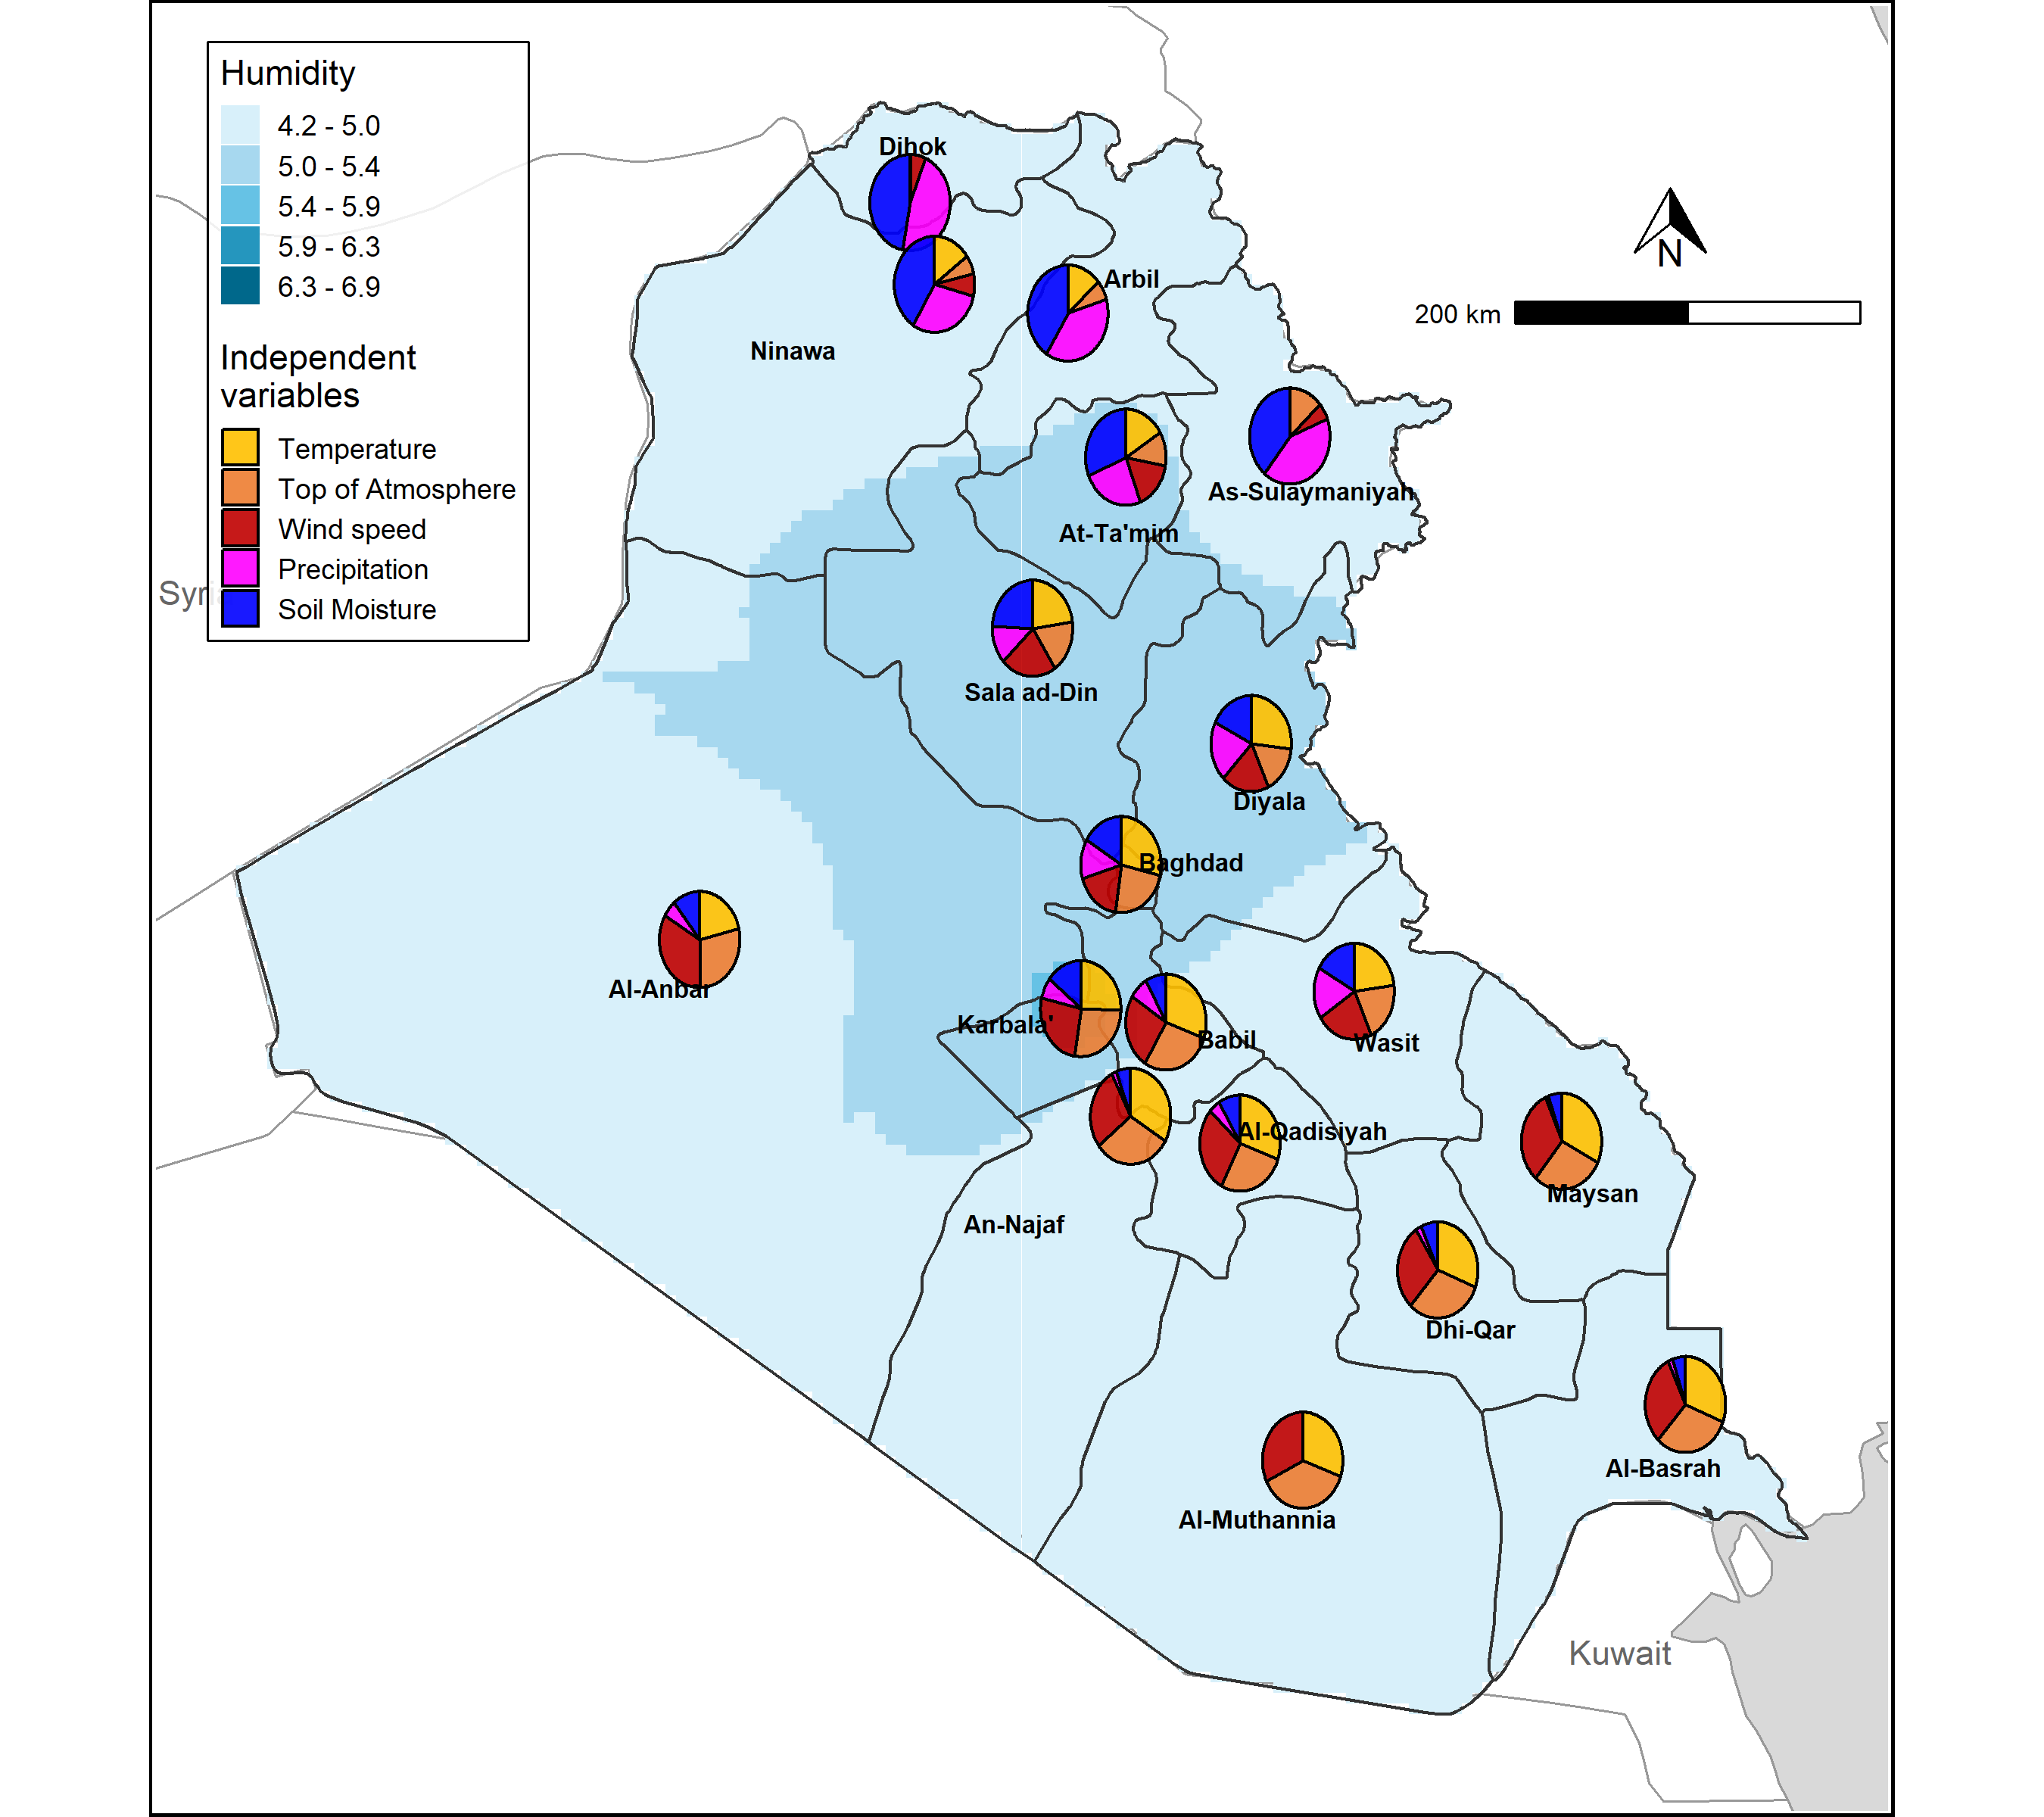 Humidity
4.2 - 5.0
5.0 - 5.4
5.4 - 5.9
5.9 - 6.3
6.3 - 6.9
Independent
variables
Temperature
Top of Atmosphere
Wind speed
Precipitation
Soil Moisture
Syria
N
200 km
Dihok
Arbil
Ninawa
As-Sulaymaniyah
At-Ta'mim
Sala ad-Din
Diyala
Baghdad
Al-Anbar
Karbala'
Babil
Wasit
Al-Qadisiyah
Maysan
An-Najaf
Dhi-Qar
Al-Basrah
Al-Muthannia
Kuwait